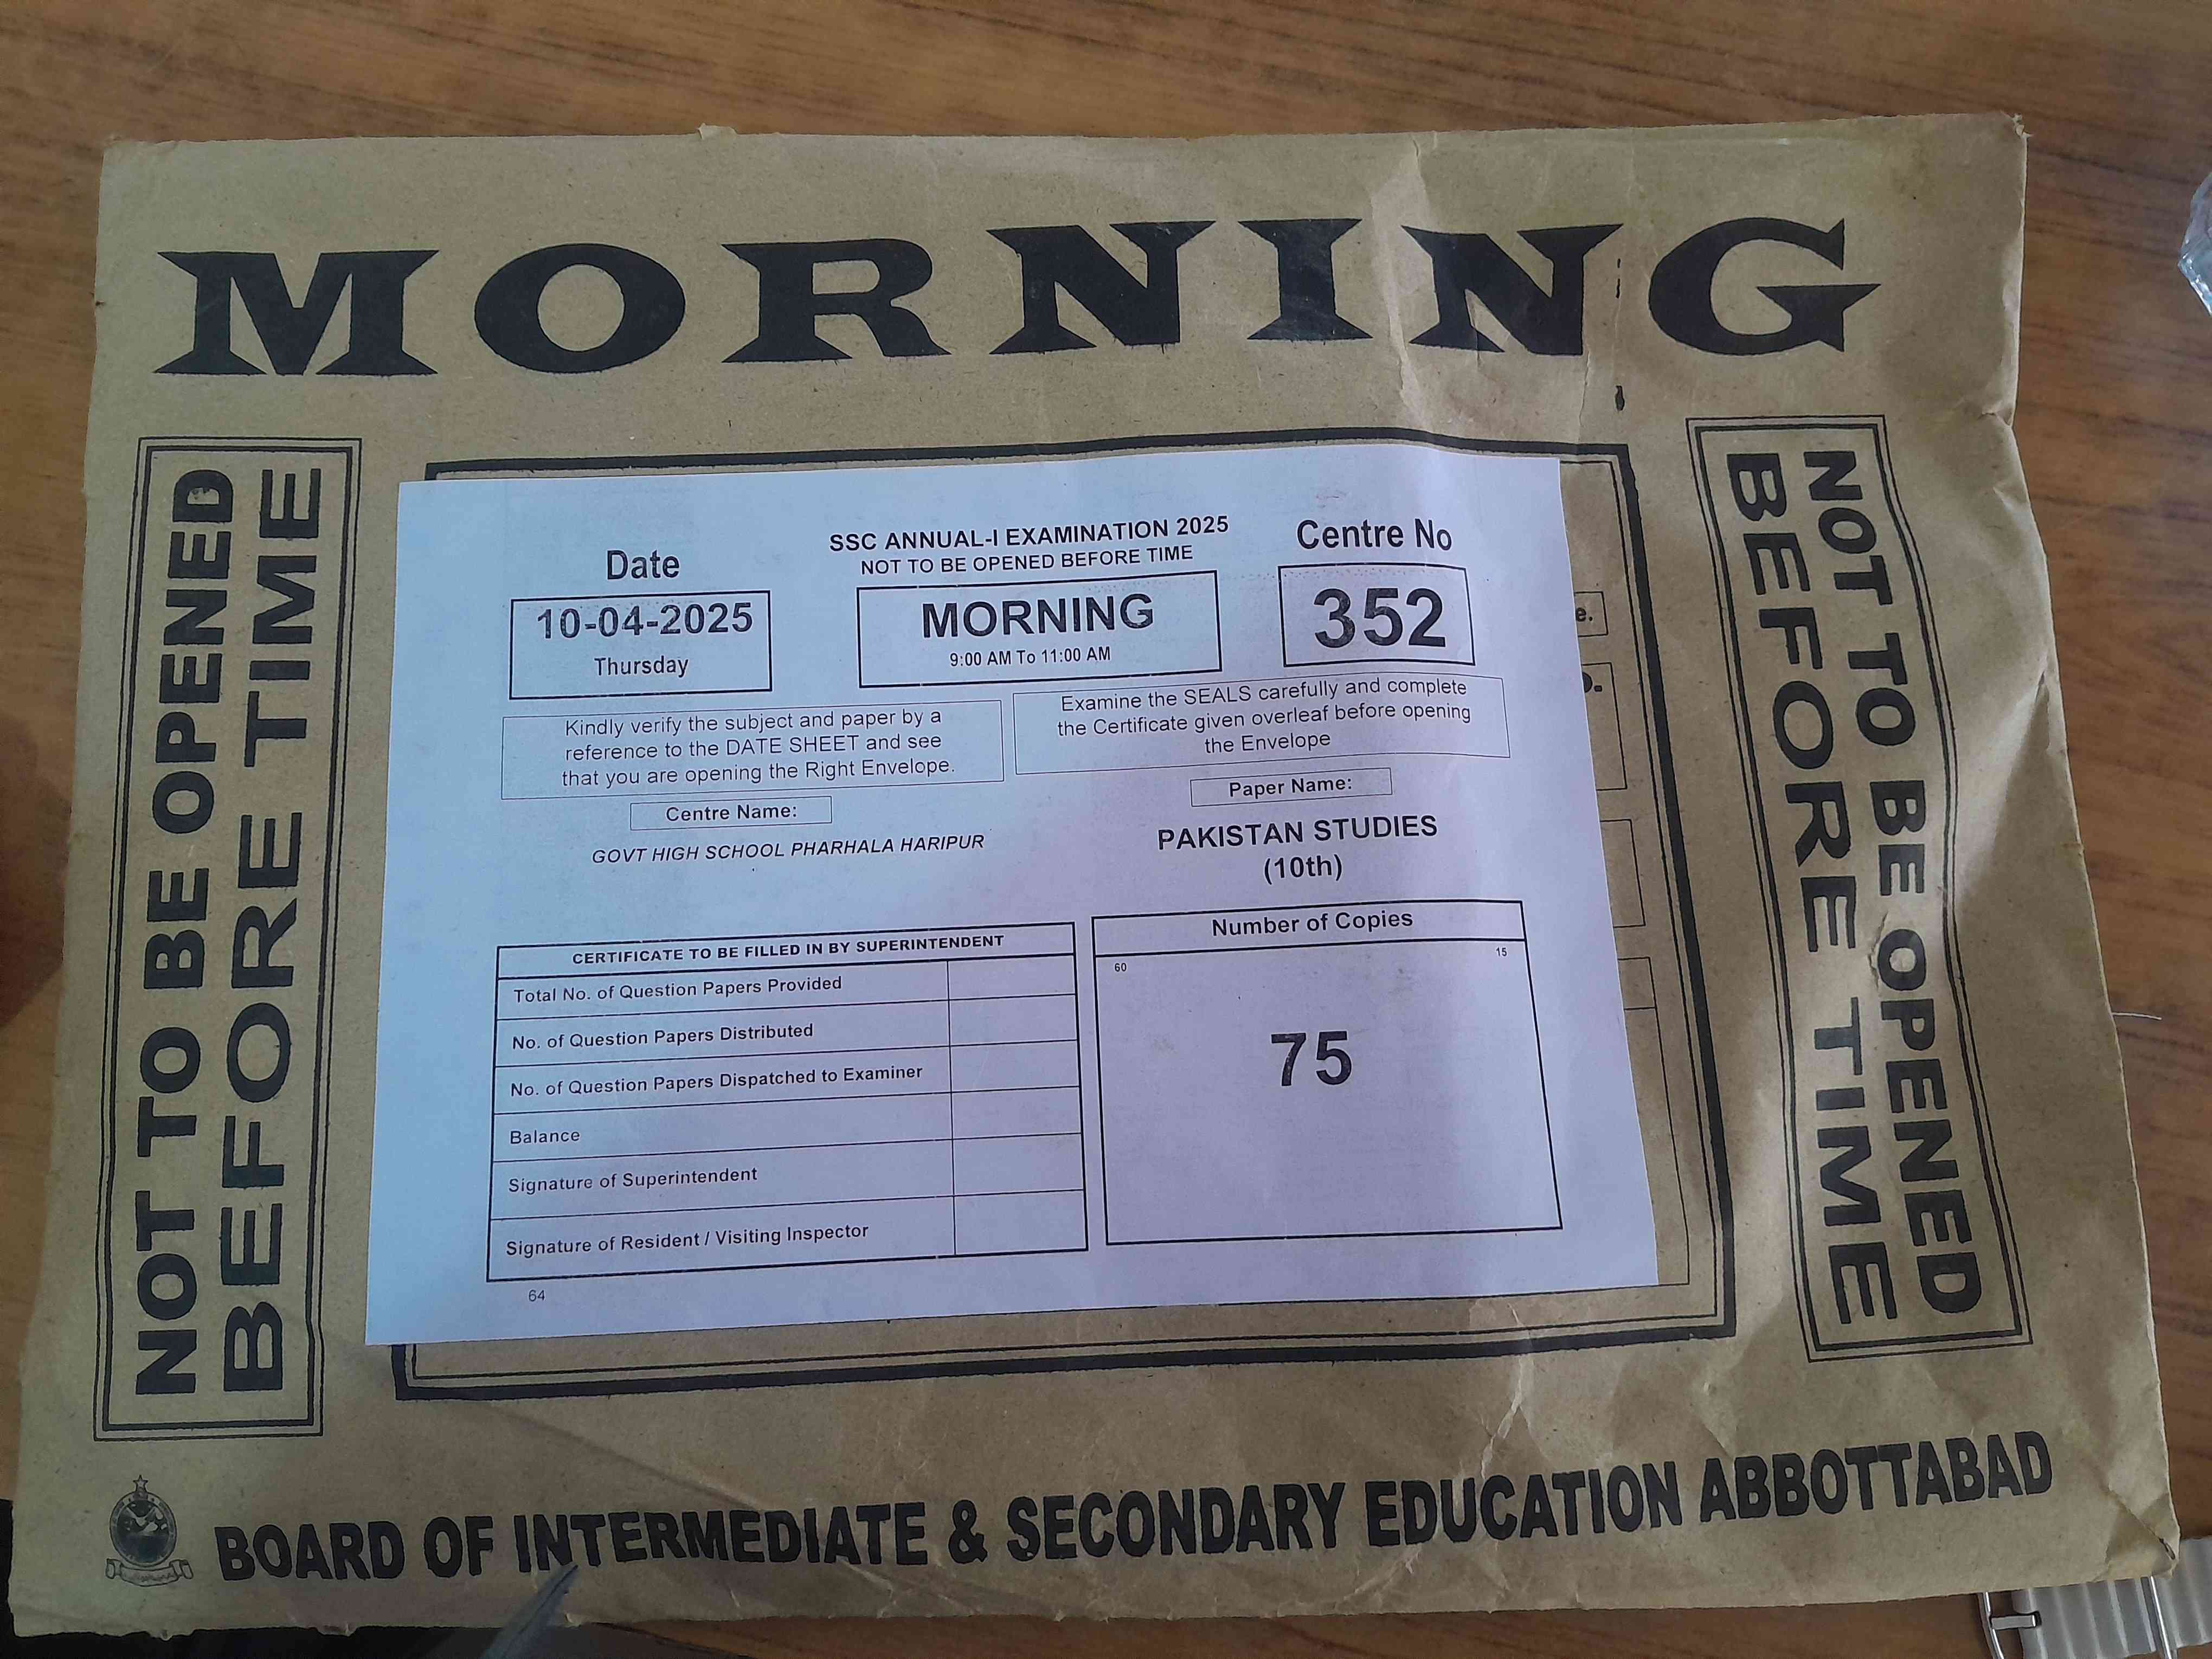 MORNING
NOT TO BE OPENED
BEFORE TIME
SSC ANNUAL-I EXAMINATION 2025
NOT TO BE OPENED BEFORE TIME
Date
10-04-2025
Thursday
MORNING
9:00 AM To 11:00 AM
Centre No
352
Kindly verify the subject and paper by a
reference to the DATE SHEET and see
that you are opening the Right Envelope.
Examine the SEALS carefully and complete
the Certificate given overleaf before opening
the Envelope
Centre Name:
GOVT HIGH SCHOOL PHARHALA HARIPUR
Paper Name:
PAKISTAN STUDIES
(10th)
CERTIFICATE TO BE FILLED IN BY SUPERINTENDENT
Total No. of Question Papers Provided
No. of Question Papers Distributed
No. of Question Papers Dispatched to Examiner
Balance
Signature of Superintendent
Signature of Resident / Visiting Inspector
64
Number of Copies
60 15
75
NOT TO BE OPENED
BEFORE TIME
BOARD OF INTERMEDIATE & SECONDARY EDUCATION ABBOTTABAD